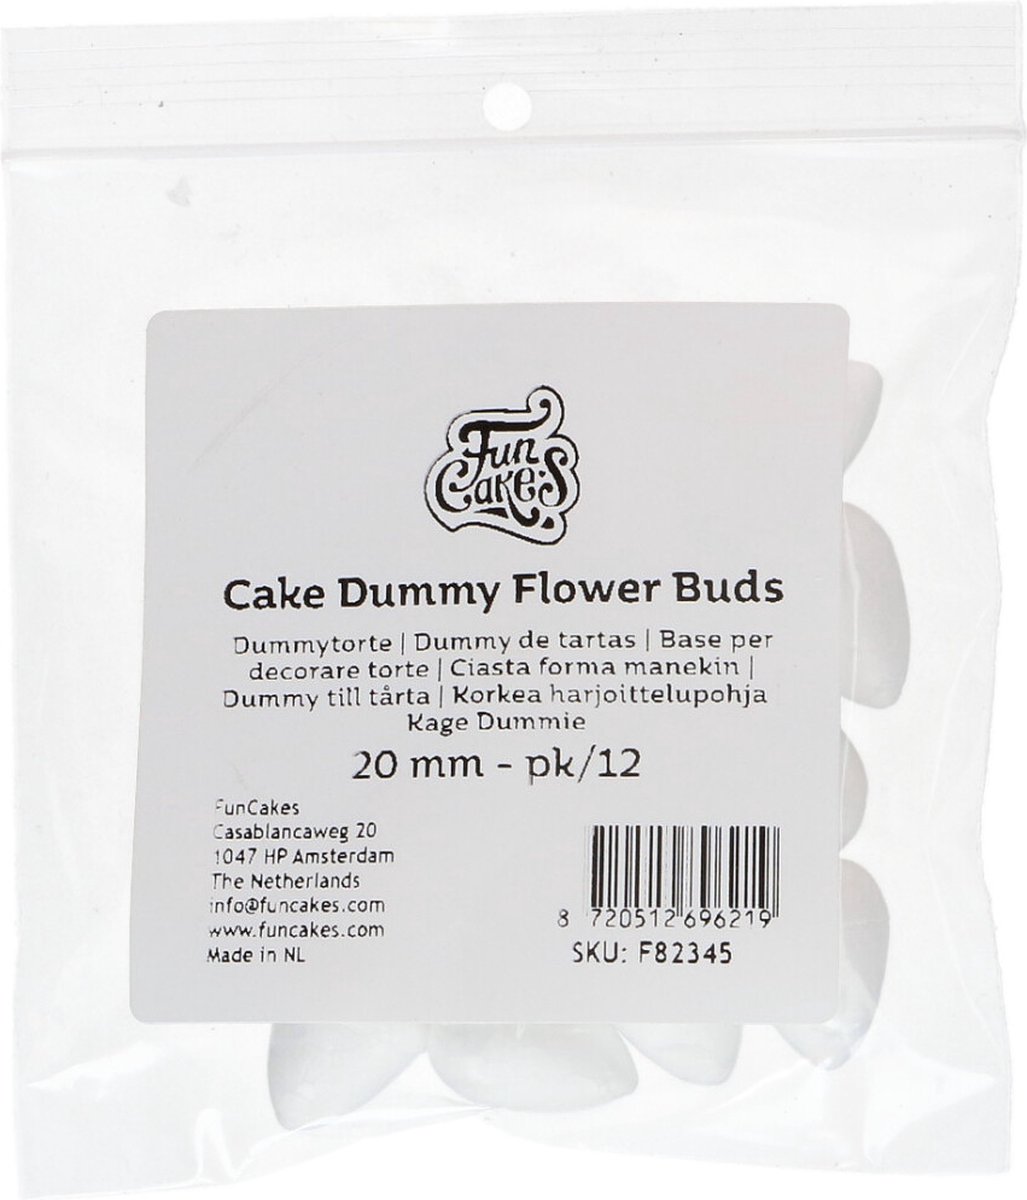 Fun
Cakes
Cake Dummy Flower Buds
Dummytorte | Dummy de tartas | Base per
decorare torte | Ciasta forma manekin |
Dummy till tårta | Korkea harjoittelupohja
Kage Dummie
20 mm - pk/12
FunCakes
Casablancaweg 20
1047 HP Amsterdam
The Netherlands
info@funcakes.com
www.funcakes.com
Made in NL
8 720512 696219
SKU: F82345